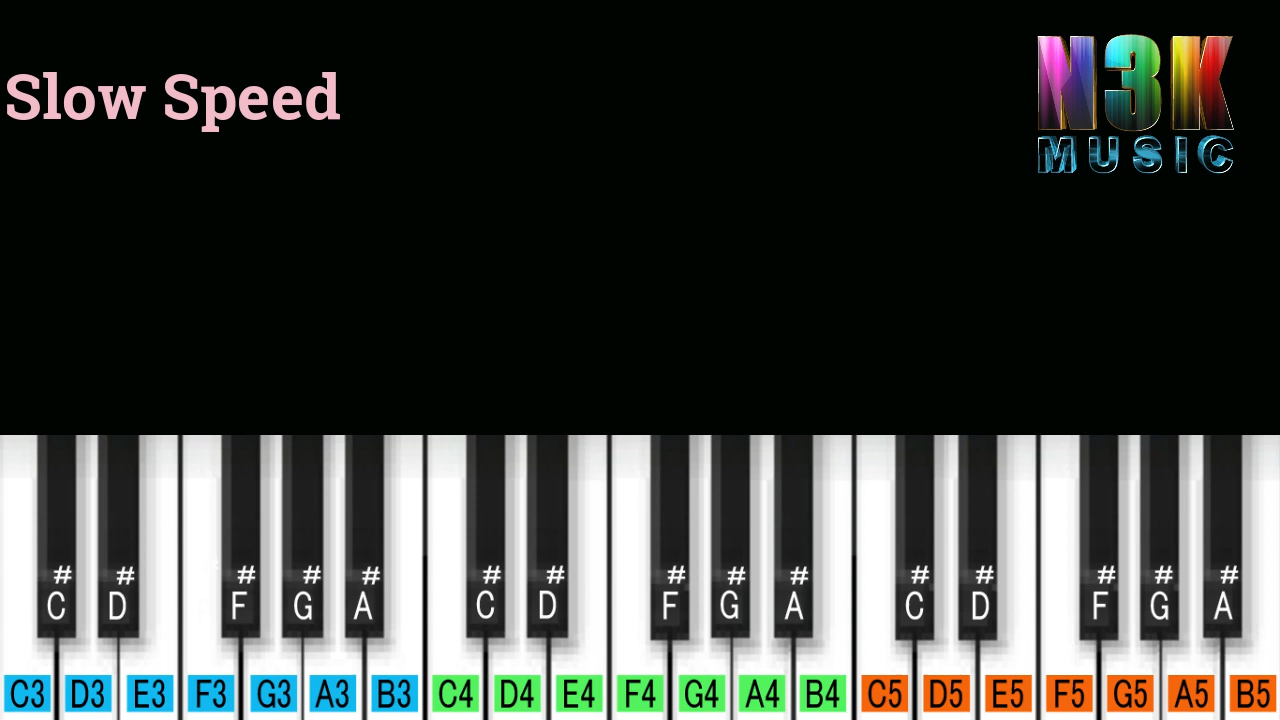 Slow Speed
N3K
MUSIC
# # # # # # # # # # # # # # #
C D F G A C D F G A C D F G A
C3 D3 E3 F3 G3 A3 B3 C4 D4 E4 F4 G4 A4 B4 C5 D5 E5 F5 G5 A5 B5